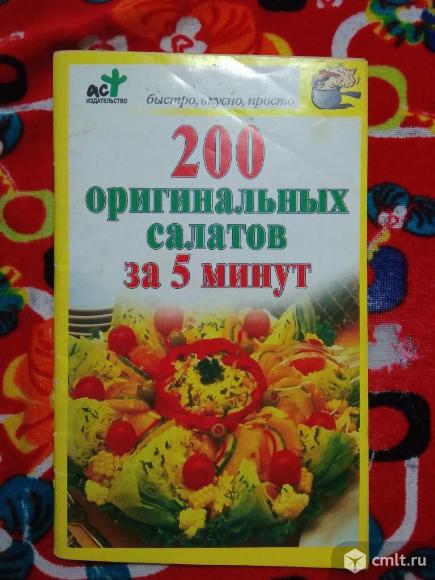 аст
ИЗДАТЕЛЬСТВО
быстро, вкусно, просто
200
оригинальных
салатов
за 5 минут
cmlt.ru